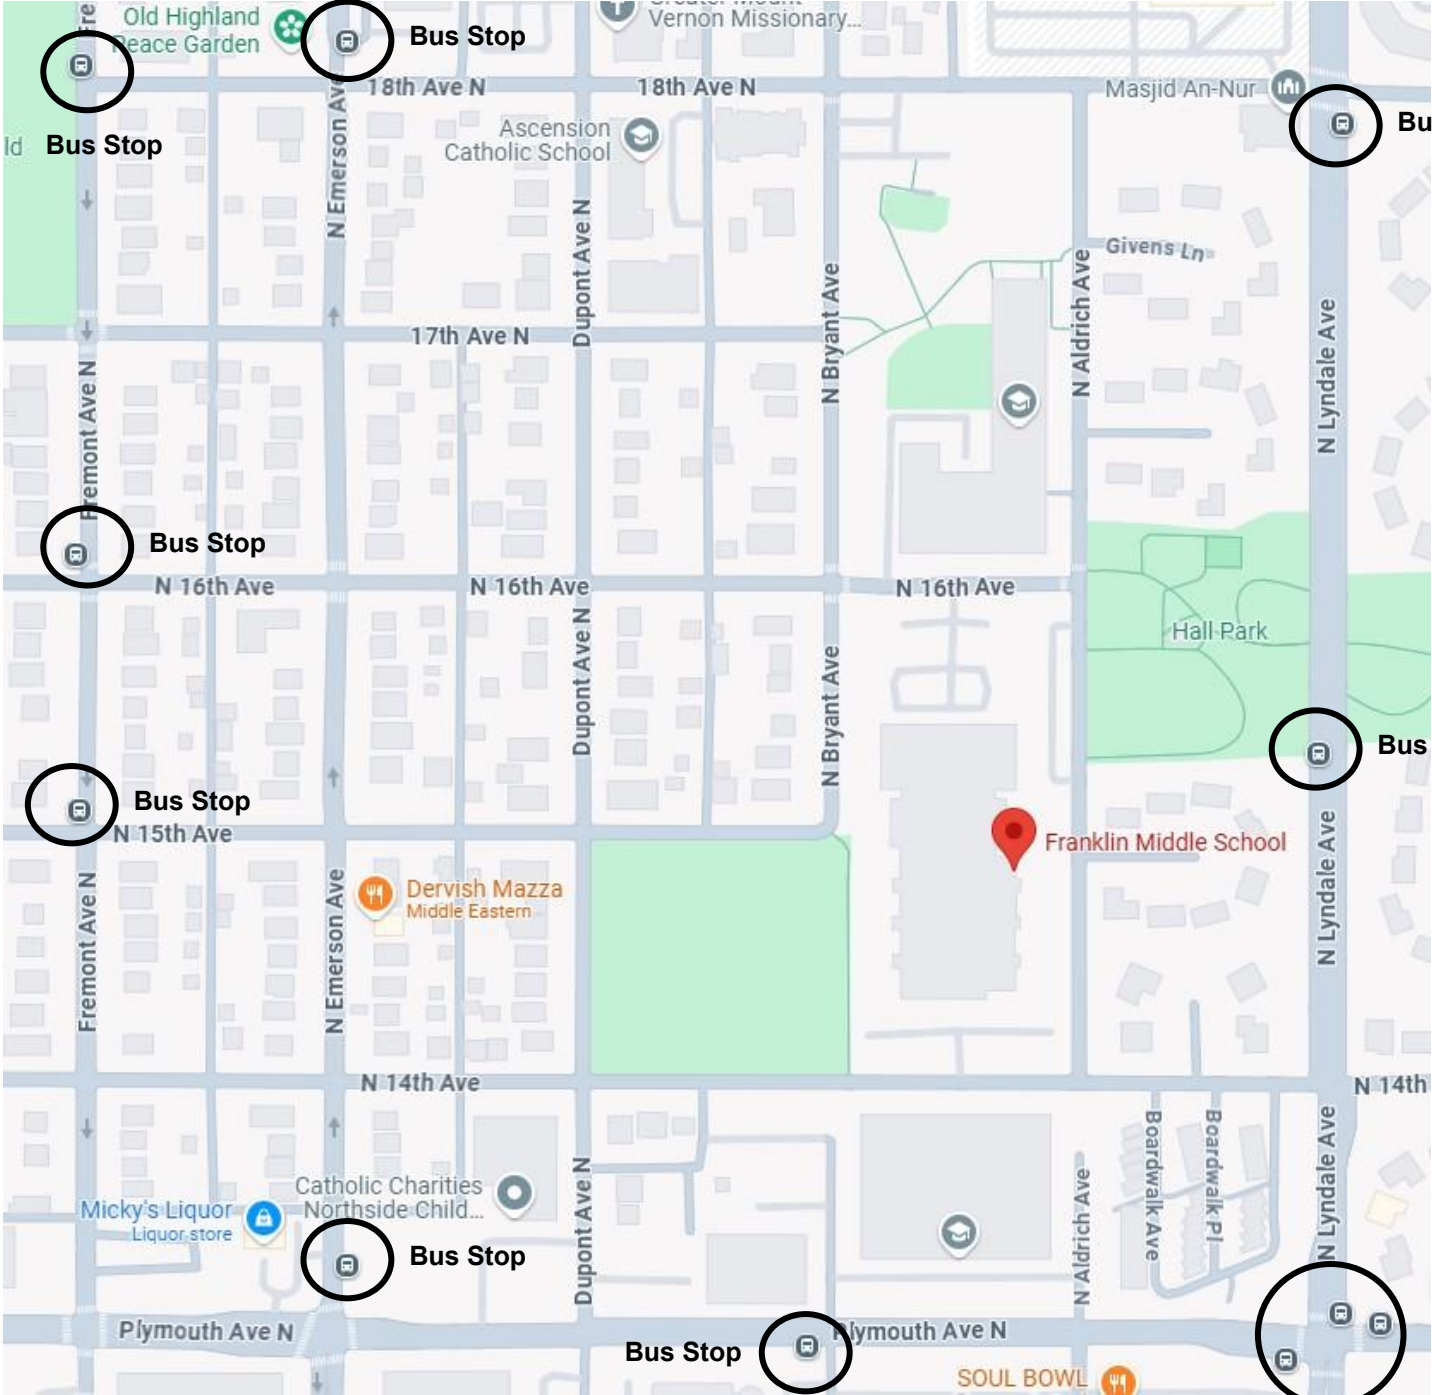 Fre
Old Highland
Peace Garden
Bus Stop
Vernon Missionary...
18th Ave N
18th Ave N
Masjid An-Nur
Bu
ld
Bus Stop
Ascension
Catholic School
N Emerson Ave
Dupont Ave N
N Bryant Ave
N Aldrich Ave
Givens Ln
N Lyndale Ave
17th Ave N
Fremont Ave N
Bus Stop
N 16th Ave
N 16th Ave
N 16th Ave
Hall Park
Dupont Ave N
N Bryant Ave
Bus
Bus Stop
N 15th Ave
Franklin Middle School
Dervish Mazza
Middle Eastern
Fremont Ave N
N Emerson Ave
N Lyndale Ave
N 14th Ave
N 14th
Catholic Charities
Northside Child...
Micky's Liquor
Liquor store
Dupont Ave N
N Aldrich Ave
Boardwalk Ave
Boardwalk Pl
N Lyndale Ave
Bus Stop
Plymouth Ave N
Plymouth Ave N
Bus Stop
SOUL BOWL